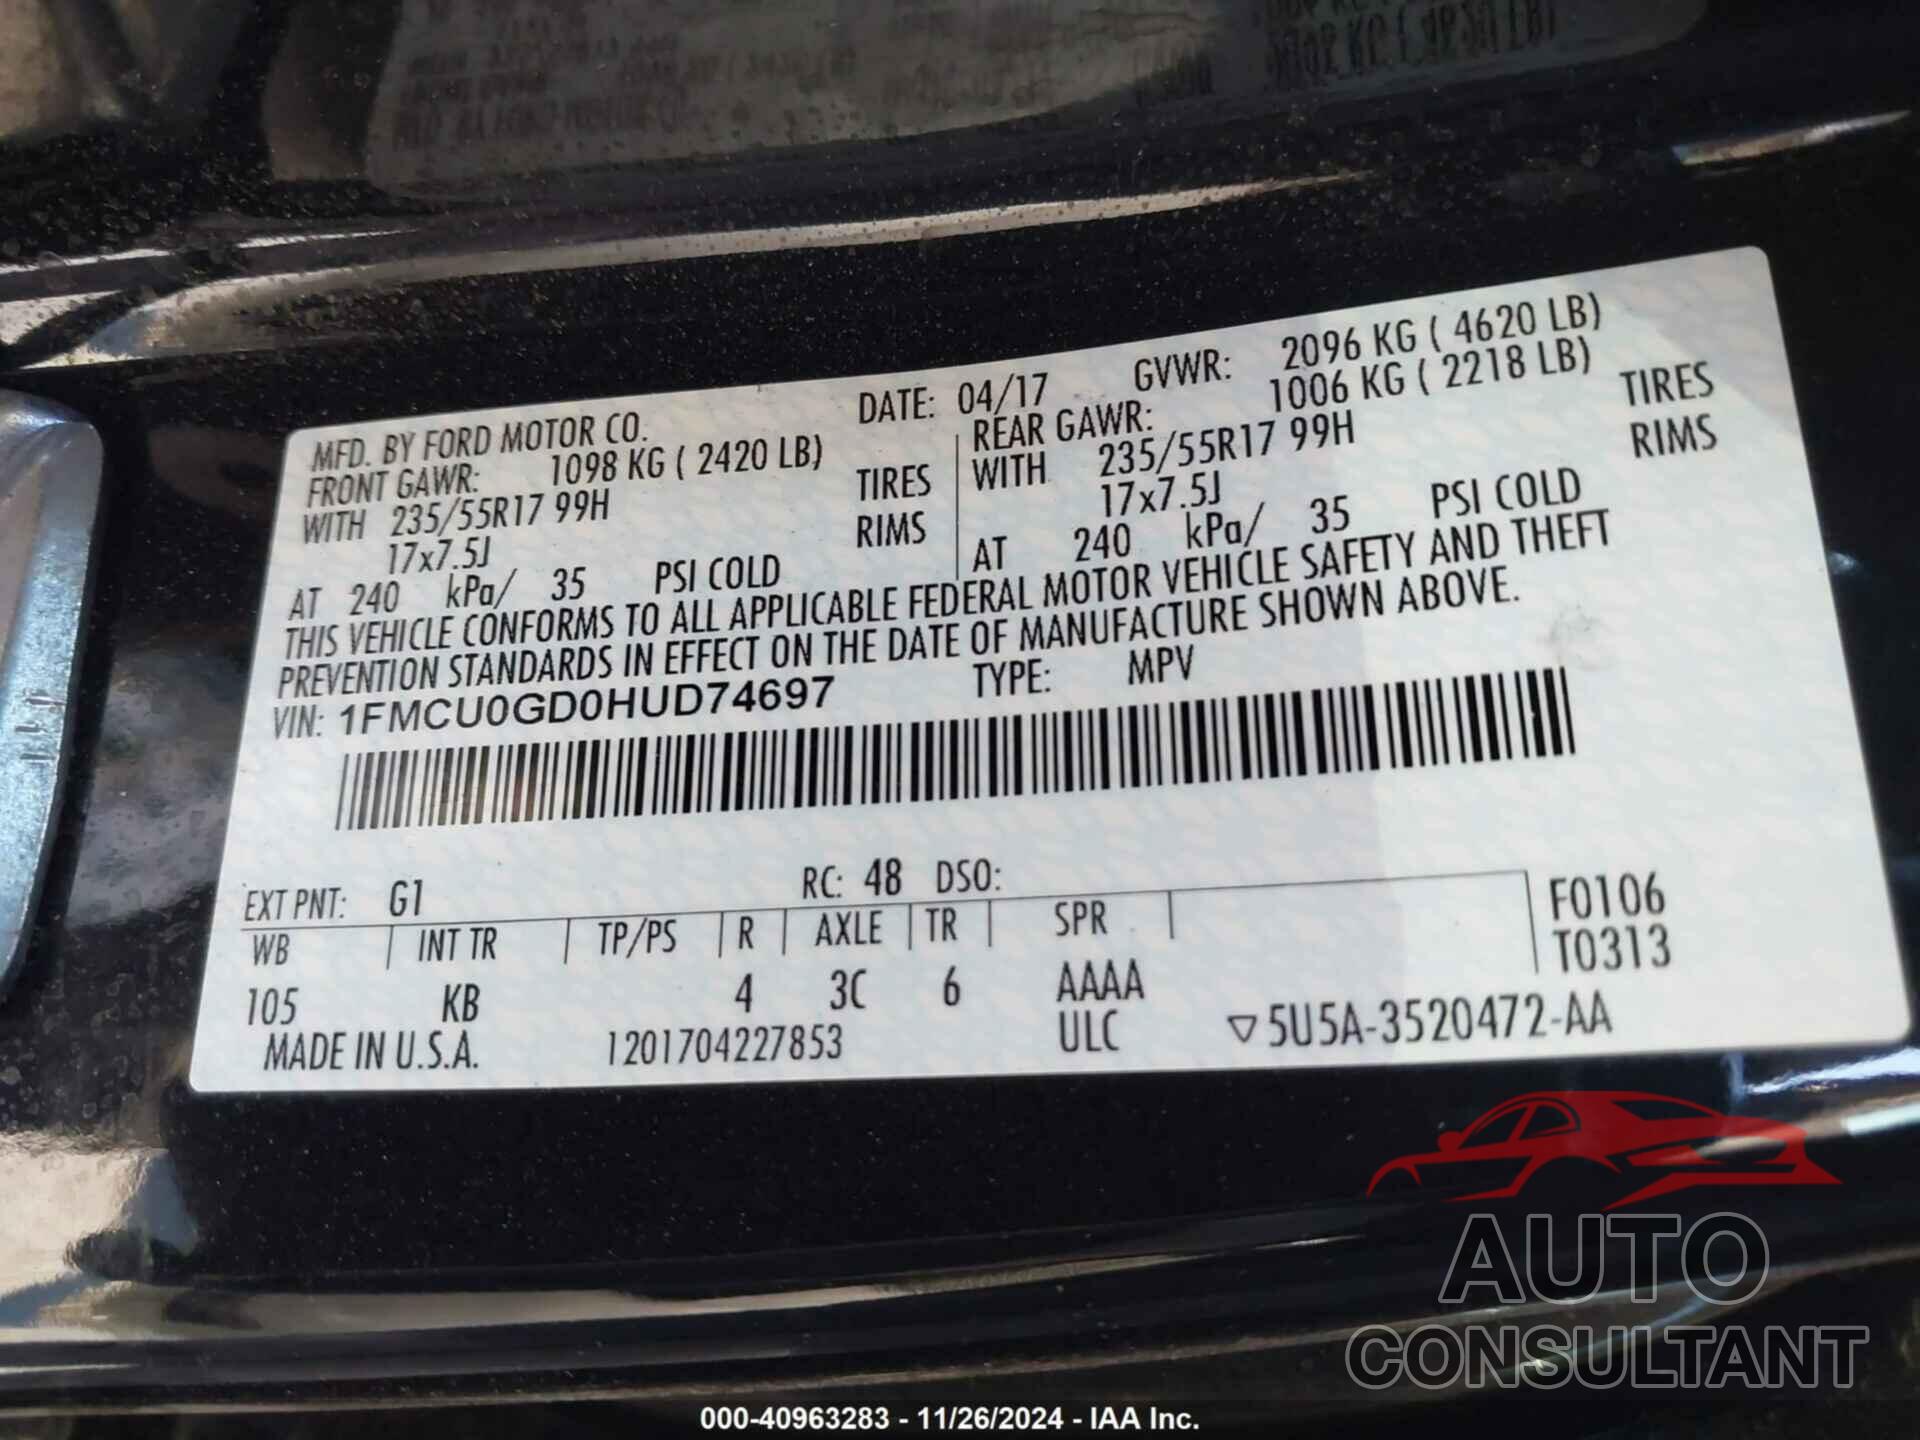 MFD. BY FORD MOTOR CO. DATE: 04/17 GVWR: 2096 KG ( 4620 LB)
FRONT GAWR: 1098 KG ( 2420 LB) REAR GAWR: 1006 KG ( 2218 LB)
WITH 235/55R17 99H TIRES WITH 235/55R17 99H TIRES
17x7.5J RIMS 17x7.5J RIMS
AT 240 kPa/ 35 PSI COLD AT 240 kPa/ 35 PSI COLD
THIS VEHICLE CONFORMS TO ALL APPLICABLE FEDERAL MOTOR VEHICLE SAFETY AND THEFT
PREVENTION STANDARDS IN EFFECT ON THE DATE OF MANUFACTURE SHOWN ABOVE.
VIN: 1FMCU0GD0HUD74697 TYPE: MPV
EXT PNT: G1 RC: 48 DSO:
WB INT TR TP/PS R AXLE TR SPR F0106
T0313
105 KB 4 3C 6 AAAA
MADE IN U.S.A. 1201704227853 ULC ▽5U5A-3520472-AA
AUTO
CONSULTANT
000-40963283 - 11/26/2024 - IAA Inc.